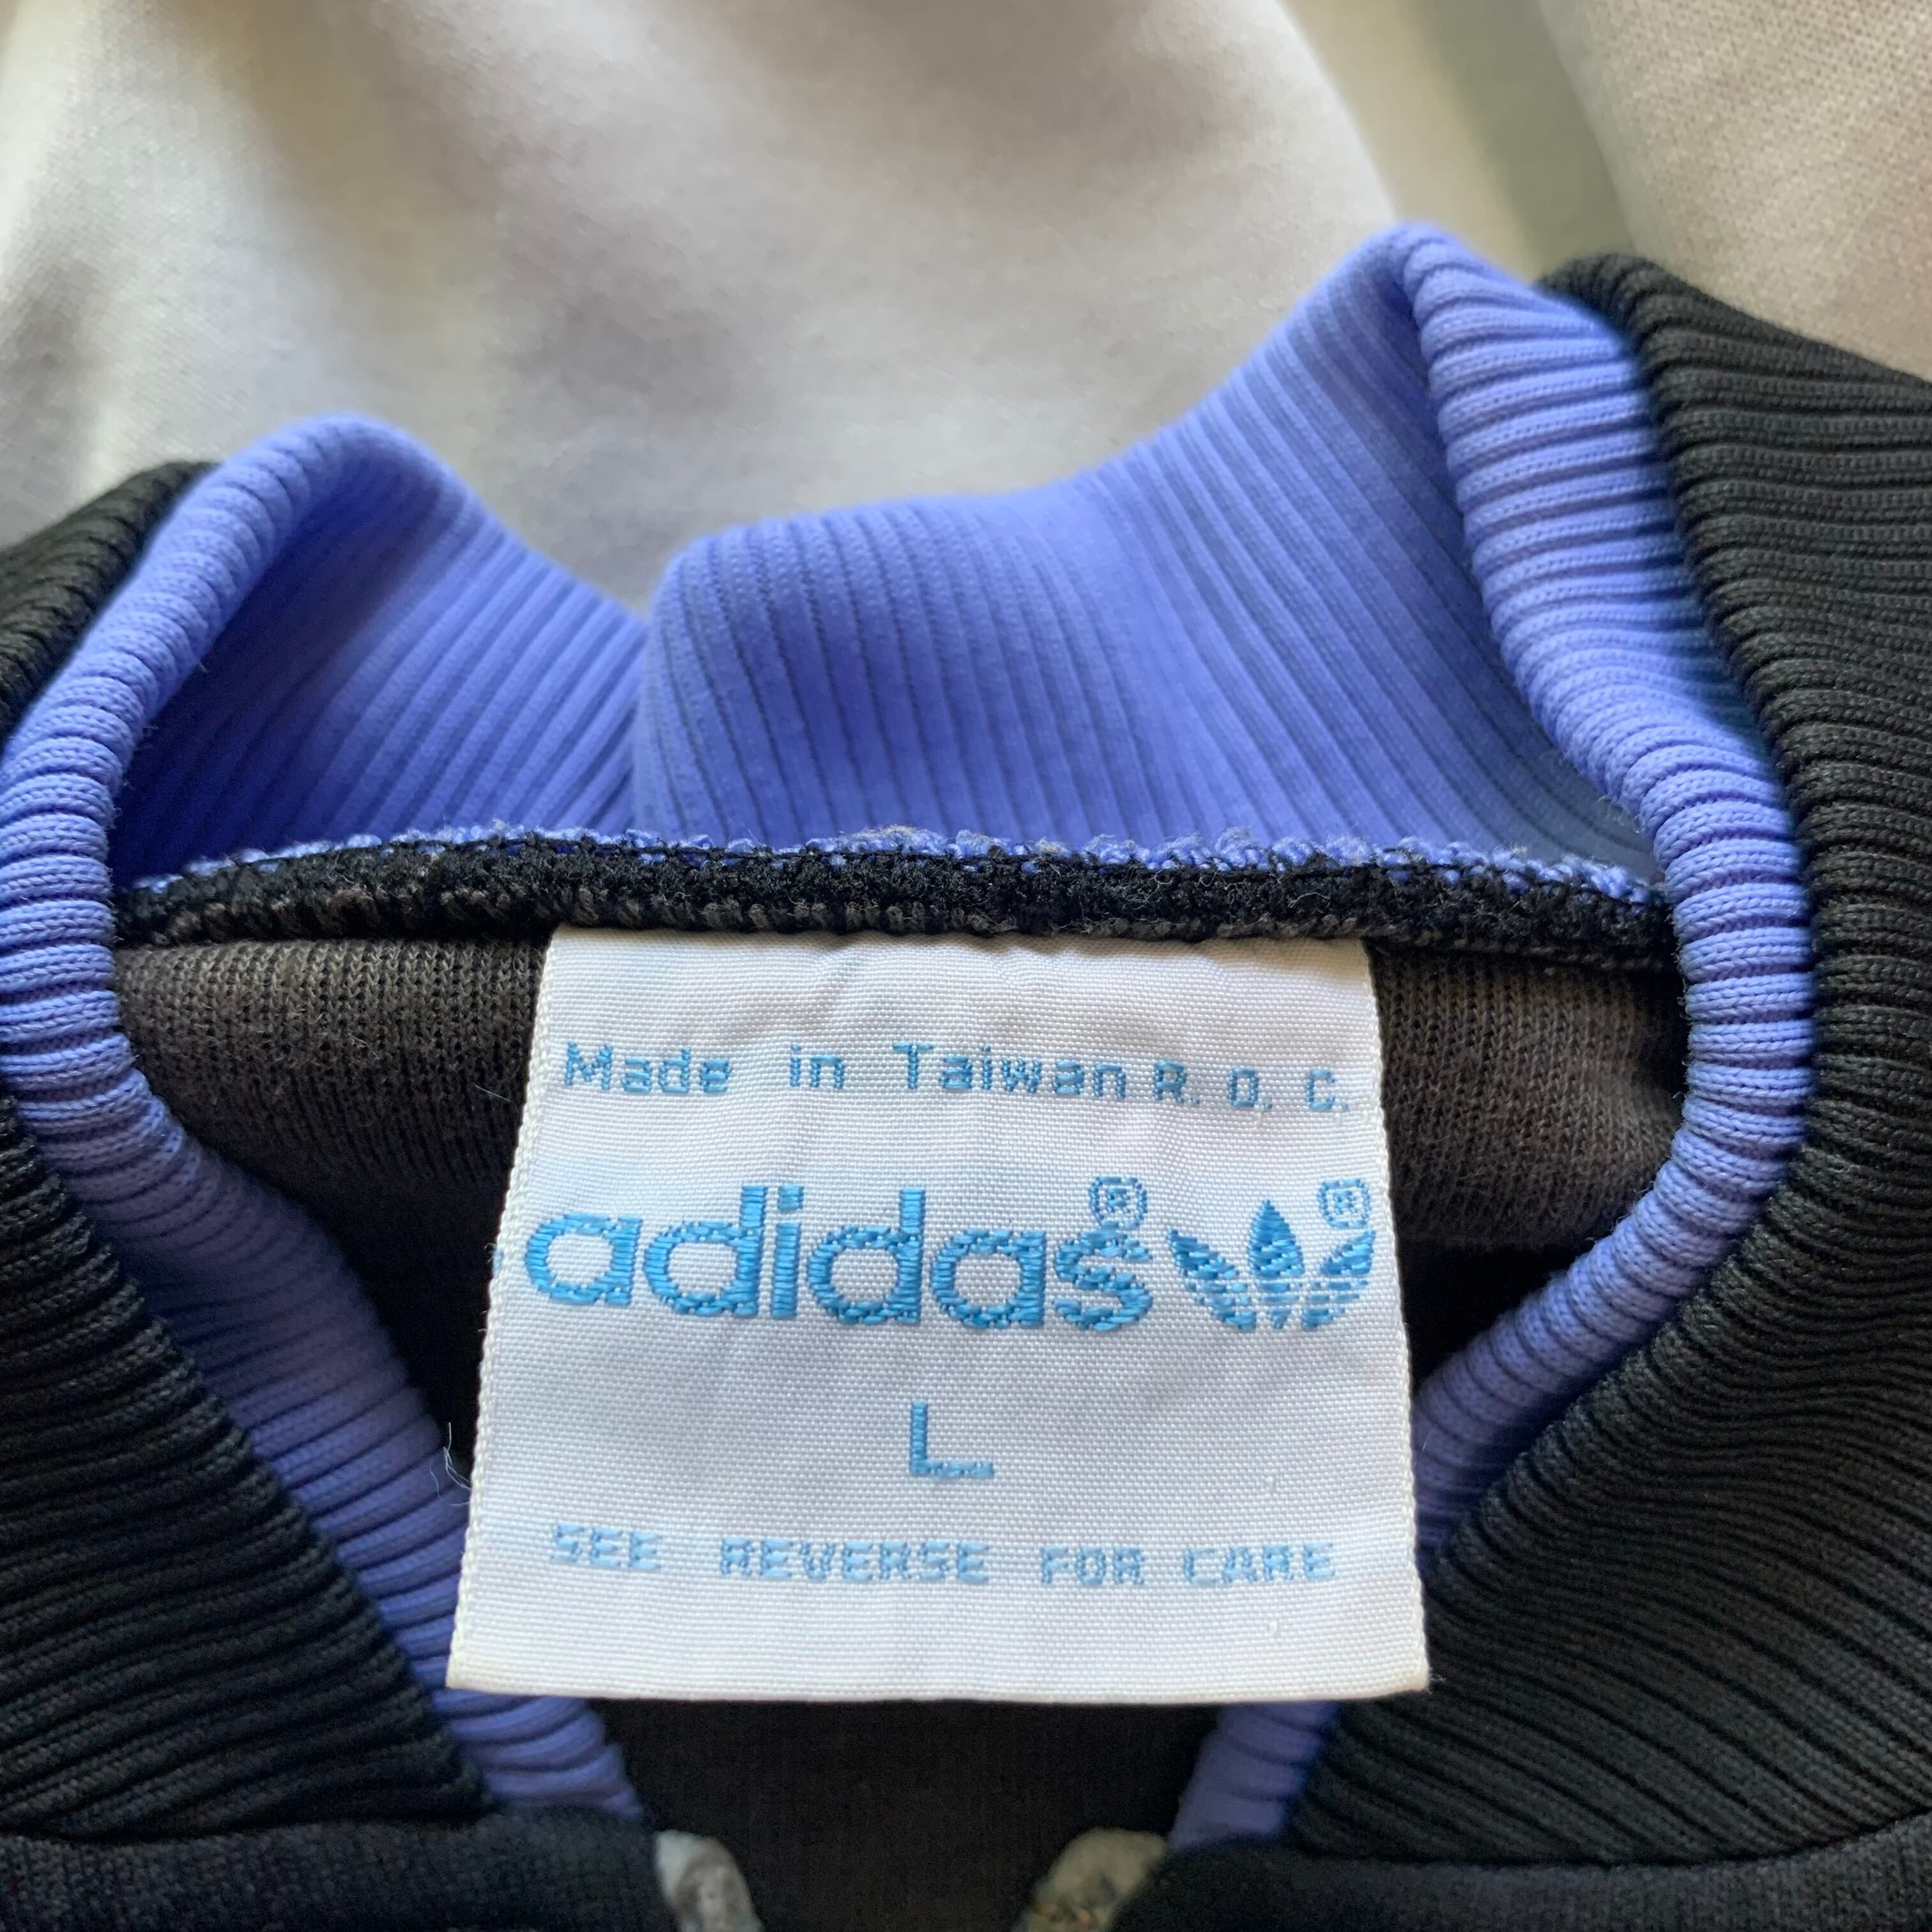 Made in Taiwan R. O. C.
adidas® ®
L
SEE REVERSE FOR CARE